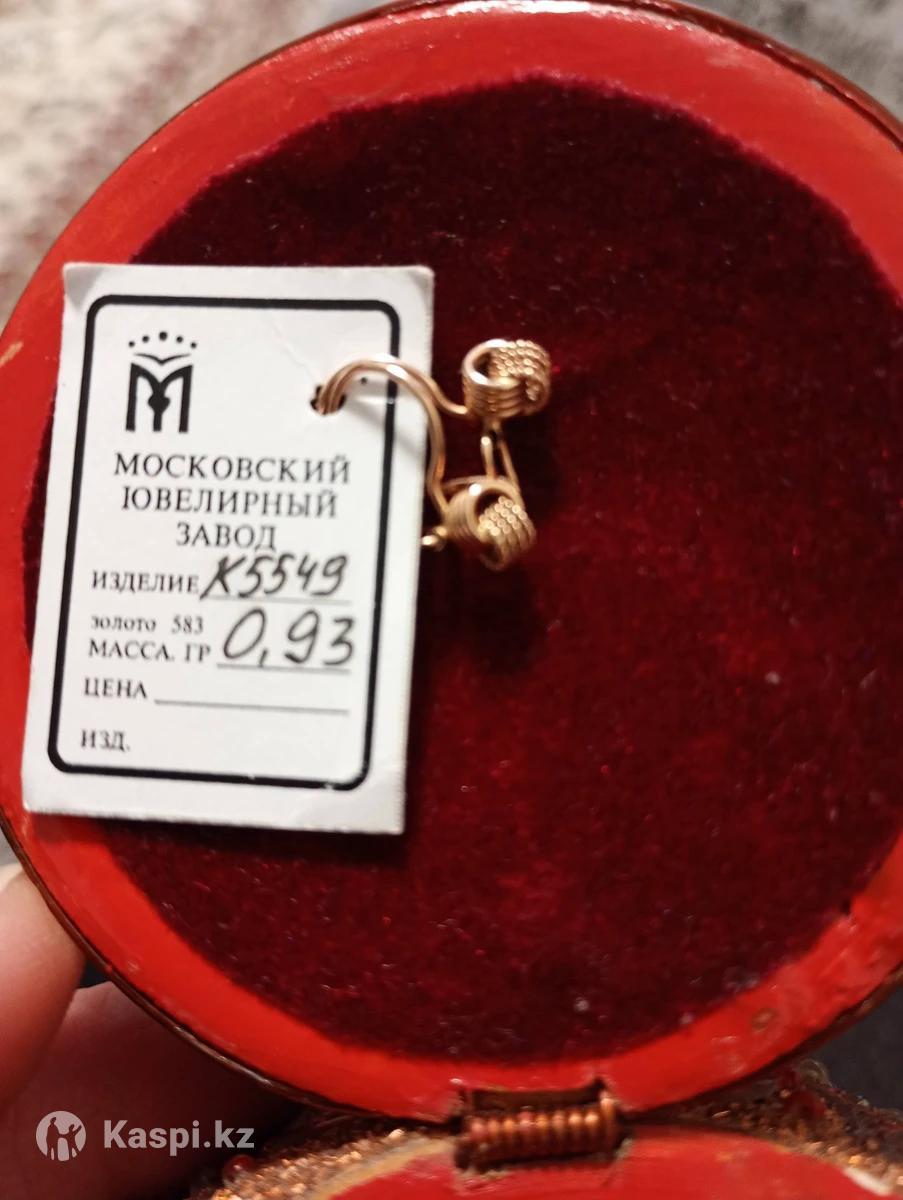 МОСКОВСКИЙ
ЮВЕЛИРНЫЙ
ЗАВОД
ИЗДЕЛИЕ К5549
золото 583
МАССА. ГР 0,93
ЦЕНА
ИЗД.
Kaspi.kz